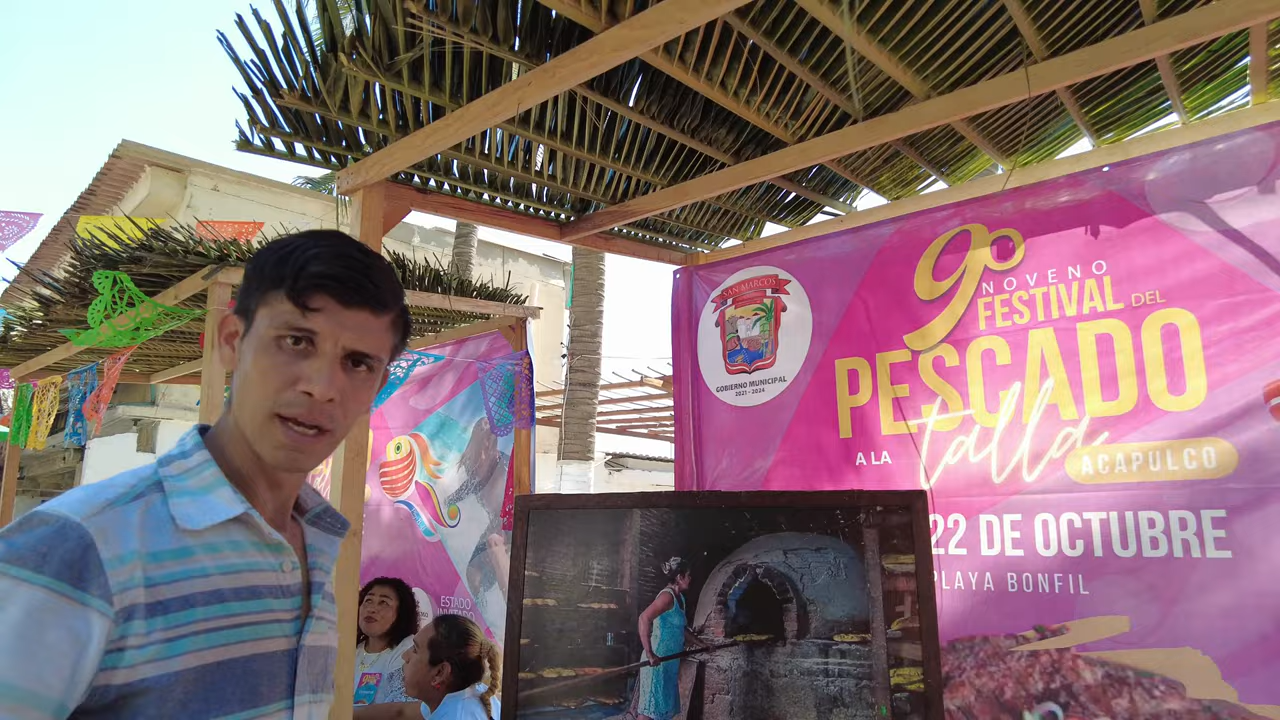 9º
NOVENO
FESTIVAL DEL
PESCADO
A LA talla
ACAPULCO
22 DE OCTUBRE
PLAYA BONFIL
SAN MARCOS
GOBIERNO MUNICIPAL
2021 - 2024
ESTADO
INVITADO